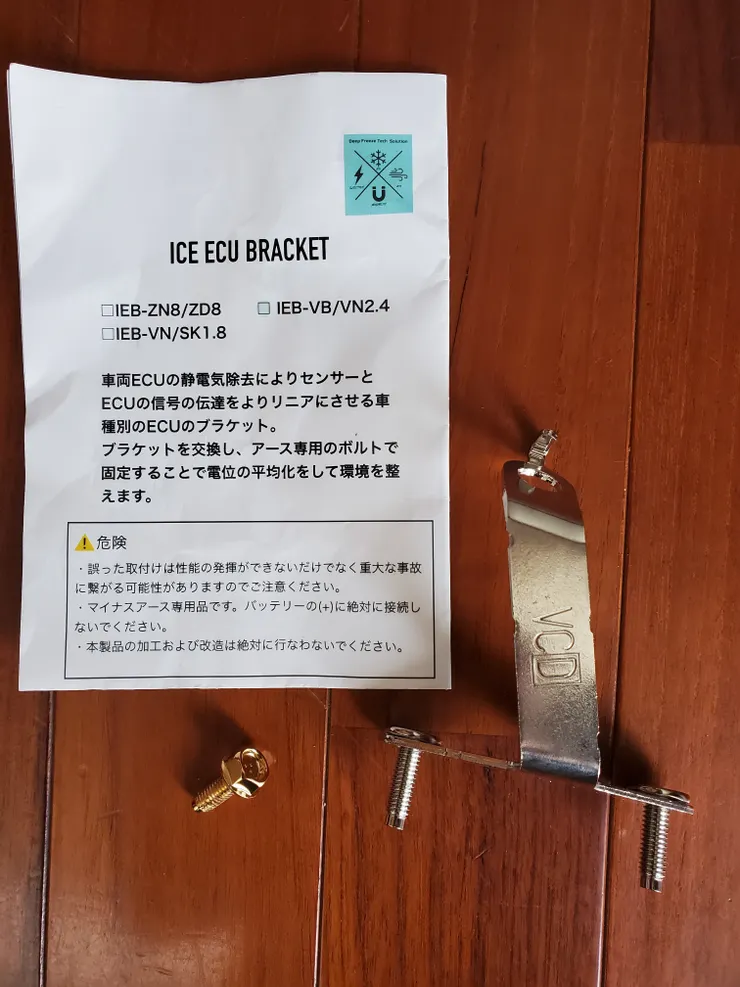 Deep Freeze Tech Solution
ICE ECU BRACKET
□IEB-ZN8/ZD8 □ IEB-VB/VN2.4
□IEB-VN/SK1.8
車両ECUの静電気除去によりセンサーと
ECUの信号の伝達をよりリニアにさせる車
種別のECUのブラケット。
ブラケットを交換し、アース専用のボルトで
固定することで電位の平均化をして環境を整
えます。
⚠危険
・誤った取付けは性能の発揮ができないだけでなく重大な事故
に繋がる可能性がありますのでご注意ください。
・マイナスアース専用品です。バッテリーの(+)に絶対に接続し
ないでください。
・本製品の加工および改造は絶対に行なわないでください。
VCD